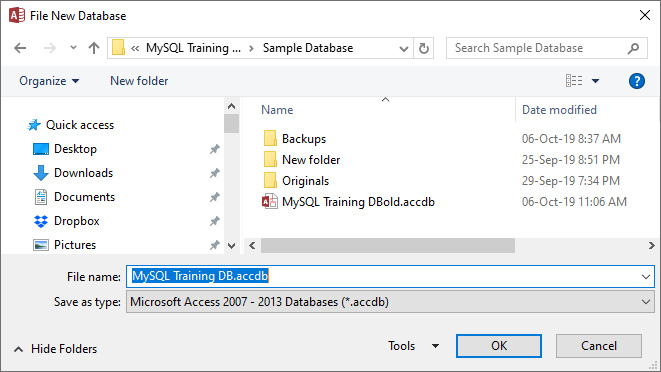 File New Database
« MySQL Training ... Sample Database Search Sample Database
Organize New folder
Name Date modified
Quick access
Desktop
Downloads
Documents
Dropbox
Pictures
Backups 06-Oct-19 8:37 AM
New folder 25-Sep-19 8:51 PM
Originals 29-Sep-19 7:34 PM
MySQL Training DBold.accdb 06-Oct-19 11:06 AM
File name: MySQL Training DB.accdb
Save as type: Microsoft Access 2007 - 2013 Databases (*.accdb)
Hide Folders Tools OK Cancel